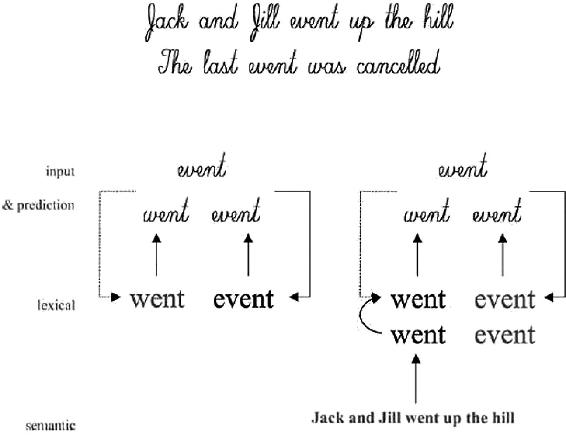 Jack and Jill event up the hill
The last event was cancelled
input
event
event
& prediction
went event
went event
lexical
went event
went event
went event
semantic
Jack and Jill went up the hill